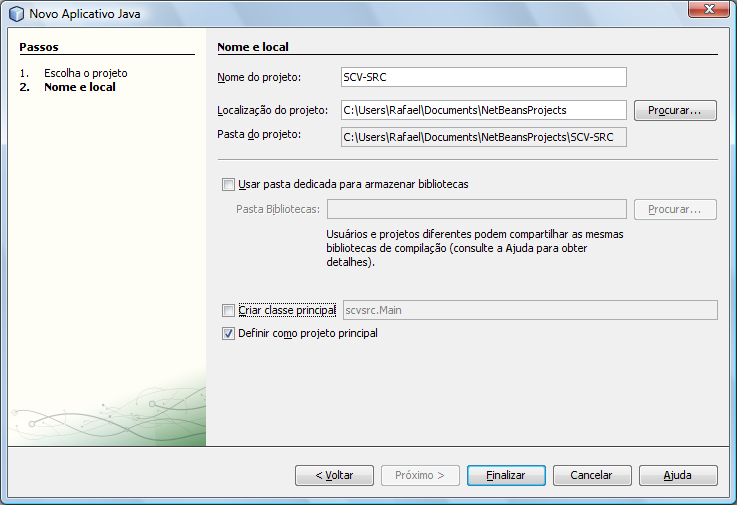 Novo Aplicativo Java
Passos
1. Escolha o projeto
2. Nome e local
Nome e local
Nome do projeto: SCV-SRC
Localização do projeto: C:\Users\Rafael\Documents\NetBeansProjects Procurar...
Pasta do projeto: C:\Users\Rafael\Documents\NetBeansProjects\SCV-SRC
Usar pasta dedicada para armazenar bibliotecas
Pasta Bibliotecas: Procurar...
Usuários e projetos diferentes podem compartilhar as mesmas
bibliotecas de compilação (consulte a Ajuda para obter
detalhes).
Criar classe principal scvsrc.Main
Definir como projeto principal
< Voltar Próximo > Finalizar Cancelar Ajuda